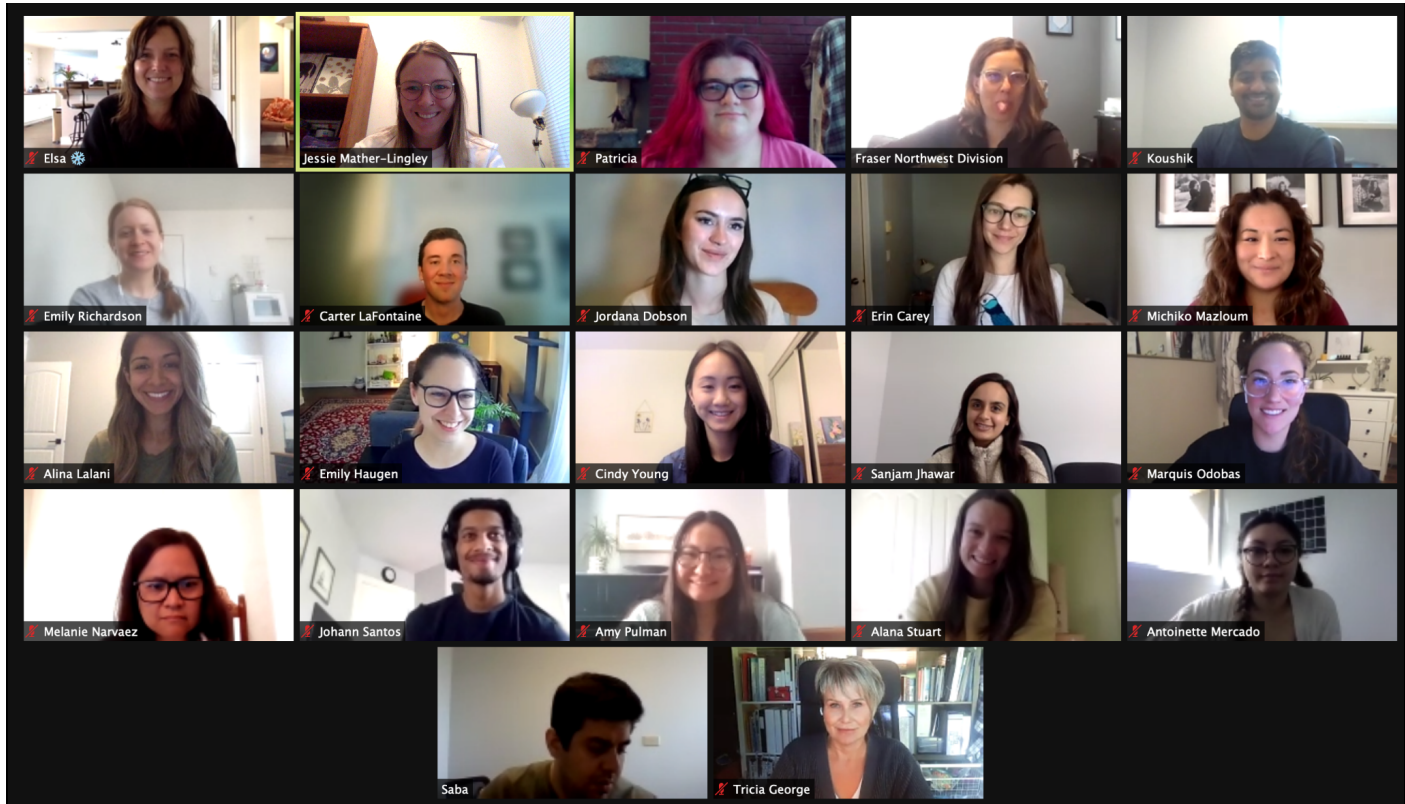 Elsa ❄️
Jessie Mather-Lingley
Patricia
Fraser Northwest Division
Koushik
Emily Richardson
Carter LaFontaine
Jordana Dobson
Erin Carey
Michiko Mazloum
Alina Lalani
Emily Haugen
Cindy Young
Sanjam Jhawar
Marquis Odobas
Melanie Narvaez
Johann Santos
Amy Pulman
Alana Stuart
Antoinette Mercado
Saba
Tricia George